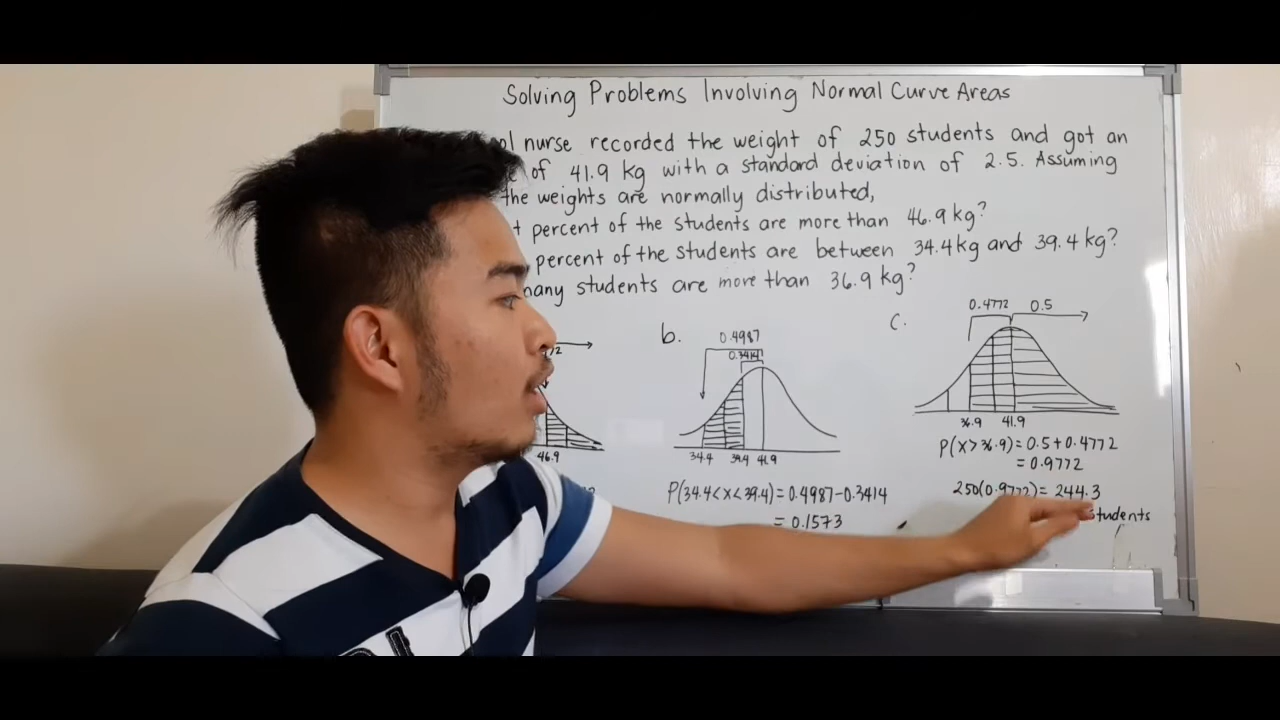 Solving Problems Involving Normal Curve Areas
nurse recorded the weight of 250 students and got an
of 41.9 kg with a standard deviation of 2.5. Assuming
the weights are normally distributed,
percent of the students are more than 46.9 kg?
percent of the students are between 34.4 kg and 39.4 kg?
many students are more than 36.9 kg?
46.9
b.
0.4987
0.3414
34.4 39.4 41.9
P(34.4<x<39.4)=0.4987-0.3414
= 0.1573
c.
0.4772 0.5
36.9 41.9
P(x>36.9)=0.5+0.4772
= 0.9772
250(0.9772)= 244.3
students